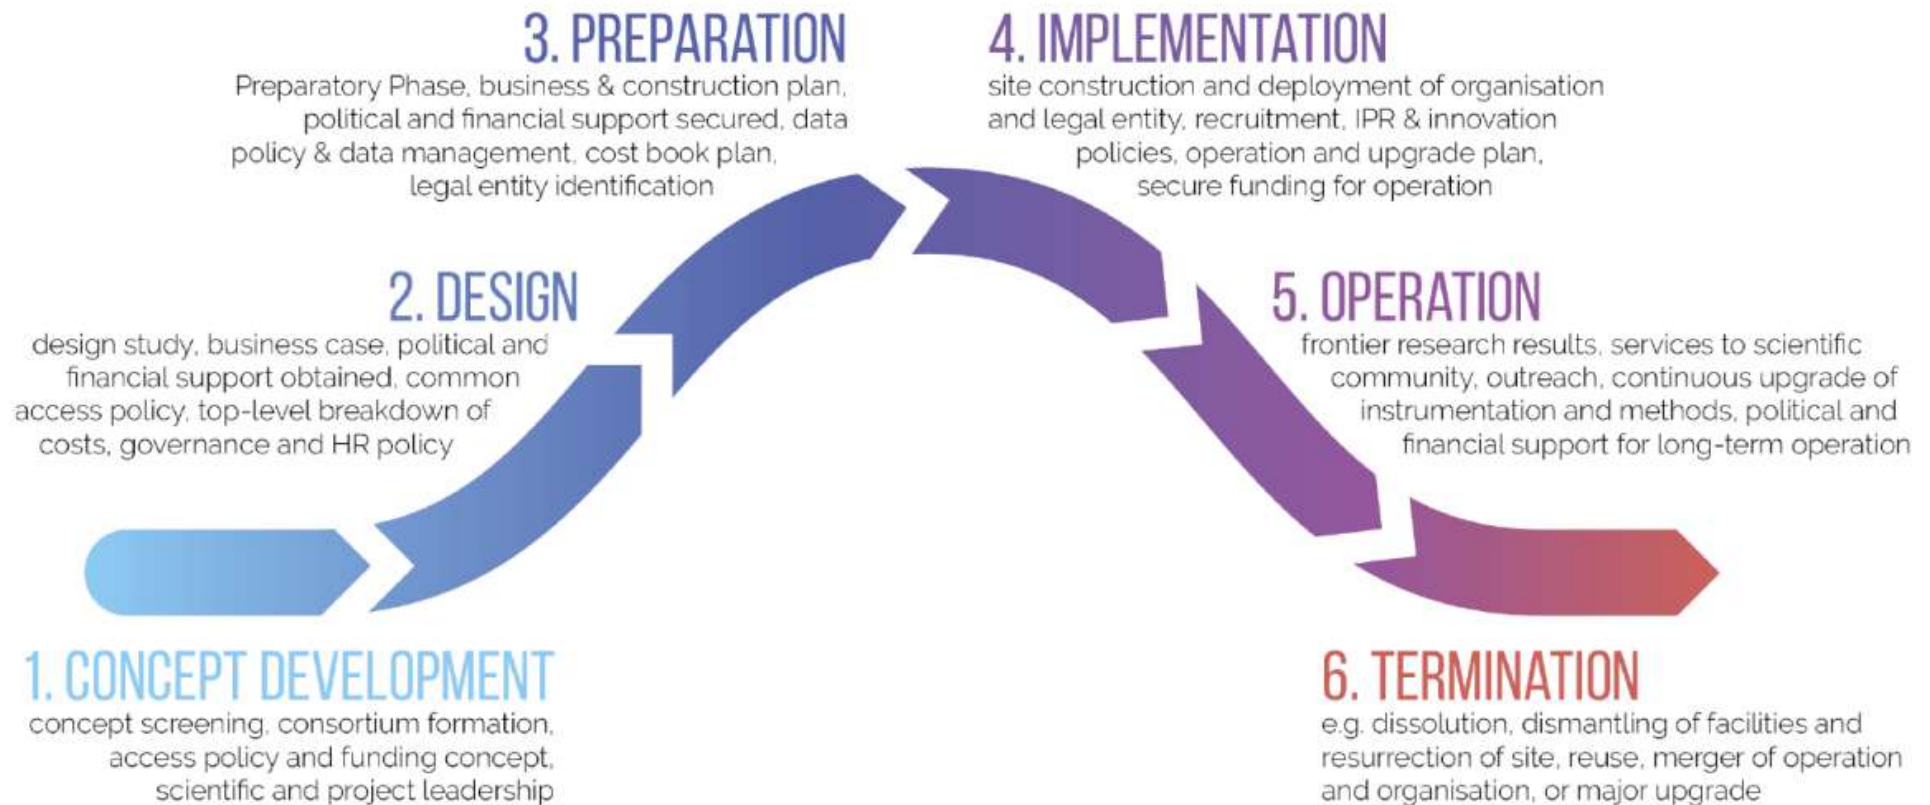 3. PREPARATION
Preparatory Phase, business & construction plan,
political and financial support secured, data
policy & data management, cost book plan,
legal entity identification
4. IMPLEMENTATION
site construction and deployment of organisation
and legal entity, recruitment, IPR & innovation
policies, operation and upgrade plan,
secure funding for operation
2. DESIGN
design study, business case, political and
financial support obtained, common
access policy, top-level breakdown of
costs, governance and HR policy
5. OPERATION
frontier research results, services to scientific
community, outreach, continuous upgrade of
instrumentation and methods, political and
financial support for long-term operation
1. CONCEPT DEVELOPMENT
concept screening, consortium formation,
access policy and funding concept,
scientific and project leadership
6. TERMINATION
e.g. dissolution, dismantling of facilities and
resurrection of site, reuse, merger of operation
and organisation, or major upgrade